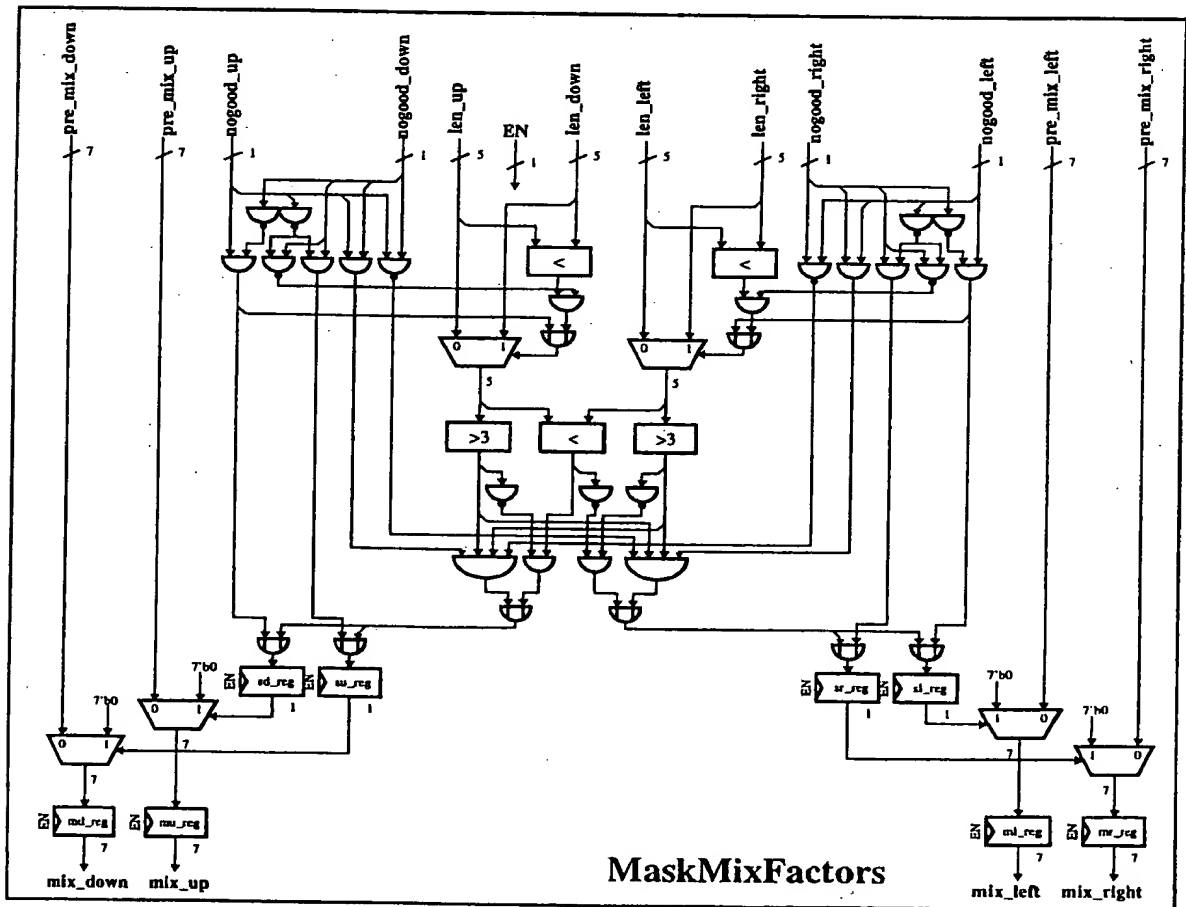 pre_mix_down
pre_mix_up
nogood_up
nogood_down
len_up
EN
len_down
len_left
len_right
nogood_right
nogood_left
pre_mix_left
pre_mix_right
7
7
1
1
5
1
5
5
5
1
1
7
7
<
<
0 1
0 1
5
5
>3
<
>3
EN
sd_reg
EN
su_reg
EN
sr_reg
EN
sl_reg
1
1
1
1
7'b0
0 1
7'b0
0 1
7'b0
1 0
7'b0
1 0
7
7
7
7
EN
md_reg
EN
mu_reg
EN
ml_reg
EN
mr_reg
7
7
7
7
mix_down
mix_up
MaskMixFactors
mix_left
mix_right